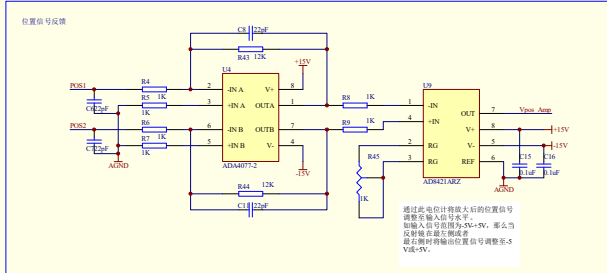 位置信号反馈
C8 22pF
R43 12K
+15V
U4
POS1
R4
1K
2 -IN A V+ 8
R5
1K
3 +IN A OUTA 1
R8
1K
C6 22pF
POS2
R6
1K
6 -IN B OUTB 7
R9
1K
R7
1K
5 +IN B V- 4
C7 22pF
AGND
ADA4077-2
-15V
R44 12K
C11 22pF
U9
1 -IN
4 +IN
OUT 7 Vpos_Amp
V+ 8 +15V
2 RG V- 5 -15V
3 RG REF 6
R45
1K
AD8421ARZ
C15
0.1uF
C16
0.1uF
AGND
通过此电位计将放大后的位置信号
调整至输入信号水平。
如输入信号范围为-5V-+5V，那么当
反射镜在最左侧或者
最右侧时将输出位置信号调整至-5
V或+5V。